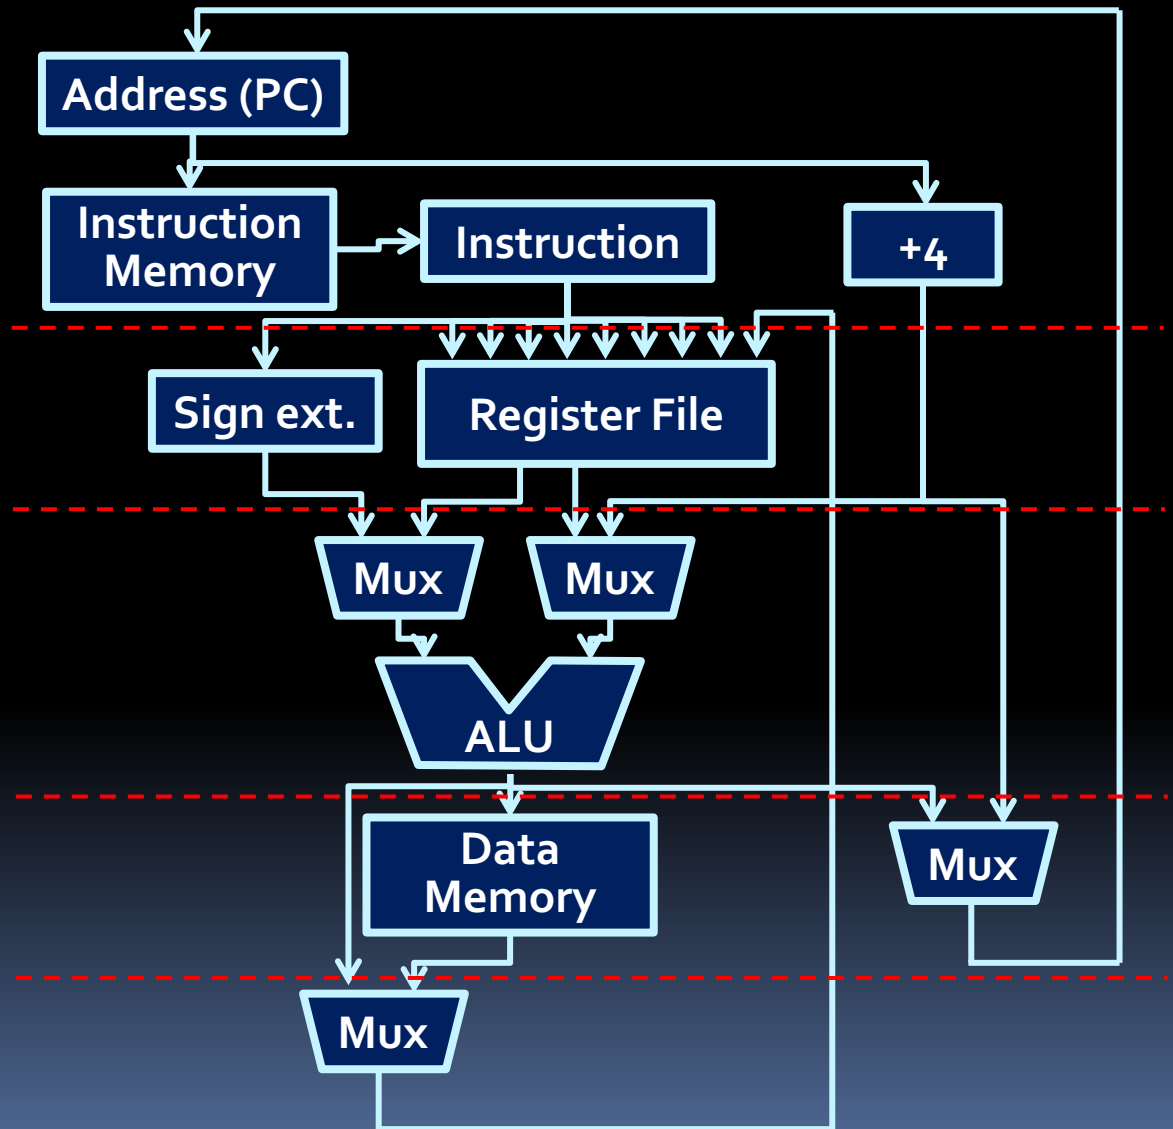 Address (PC)
Instruction
Memory
Instruction
+4
Sign ext.
Register File
Mux
Mux
ALU
Data
Memory
Mux
Mux